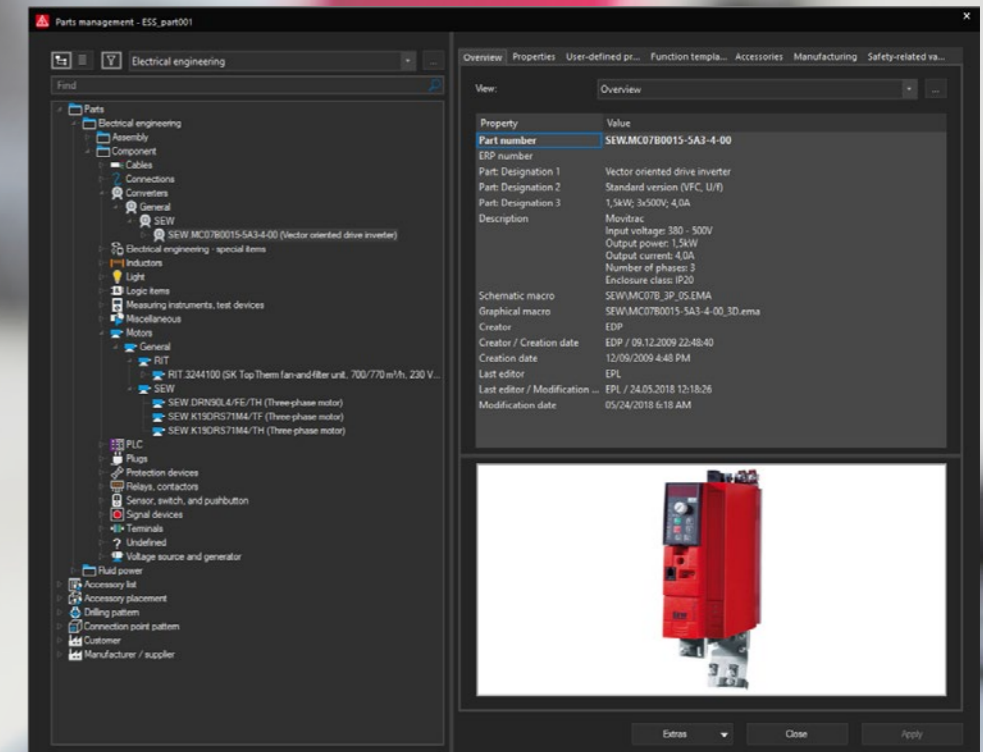 Parts management - ESS_part001
Electrical engineering
...
Find
Parts
Electrical engineering
Assembly
Component
Cables
Connections
Converters
General
SEW
SEW.MC07B0015-5A3-4-00 (Vector oriented drive inverter)
Electrical engineering - special items
Inductors
Light
Logic items
Measuring instruments, test devices
Miscellaneous
Motors
General
RIT
RIT.3244100 (SK TopTherm fan-and-filter unit, 700/770 m³/h, 230 V...
SEW
SEW.DRN90L4/FE/TH (Three-phase motor)
SEW.K19DRS71M4/TF (Three-phase motor)
SEW.K19DRS71M4/TH (Three-phase motor)
PLC
Plugs
Protection devices
Relays, contactors
Sensor, switch, and pushbutton
Signal devices
Terminals
Undefined
Voltage source and generator
Fluid power
Accessory list
Accessory placement
Drilling pattern
Connection point pattern
Customer
Manufacturer / supplier
Overview Properties User-defined pr... Function templa... Accessories Manufacturing Safety-related va...
View: Overview ...
Property Value
Part number SEW.MC07B0015-5A3-4-00
ERP number
Part: Designation 1 Vector oriented drive inverter
Part: Designation 2 Standard version (VFC, U/f)
Part: Designation 3 1,5kW; 3x500V; 4,0A
Description Movitrac
Input voltage: 380 - 500V
Output power: 1,5kW
Output current: 4,0A
Number of phases: 3
Enclosure class: IP20
Schematic macro SEW\MC07B_3P_0S.EMA
Graphical macro SEW\MC07B0015-5A3-4-00_3D.ema
Creator EDP
Creator / Creation date EDP / 09.12.2009 22:48:40
Creation date 12/09/2009 4:48 PM
Last editor EPL
Last editor / Modification ... EPL / 24.05.2018 12:18:26
Modification date 05/24/2018 6:18 AM
SEW
Extras Close Apply